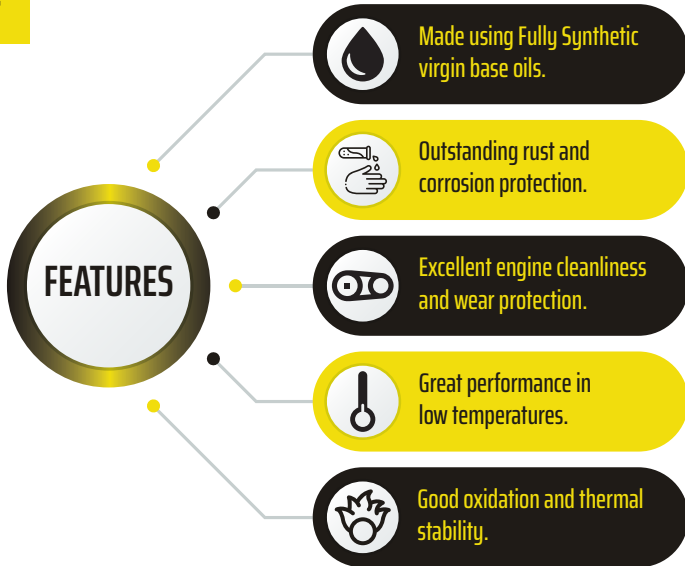 Made using Fully Synthetic
virgin base oils.
Outstanding rust and
corrosion protection.
FEATURES
Excellent engine cleanliness
and wear protection.
Great performance in
low temperatures.
Good oxidation and thermal
stability.